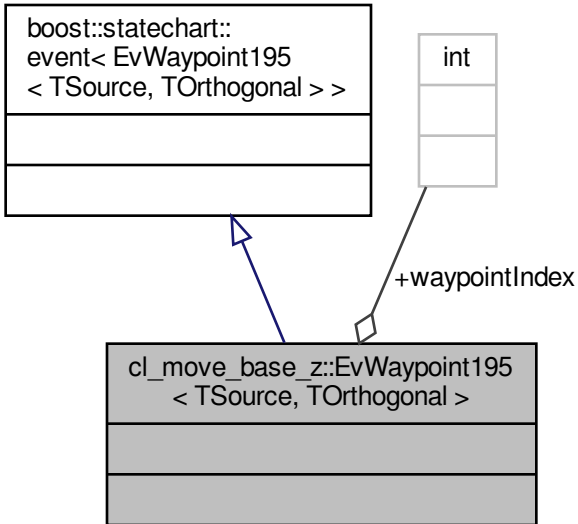 boost::statechart::
event< EvWaypoint195
< TSource, TOrthogonal > >
int
+waypointIndex
cl_move_base_z::EvWaypoint195
< TSource, TOrthogonal >